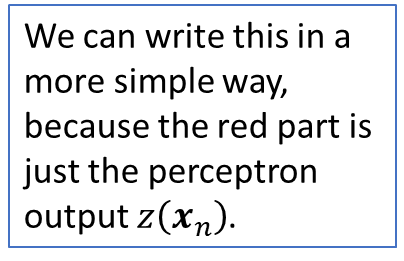 We can write this in a
more simple way,
because the red part is
just the perceptron
output z(xₙ).